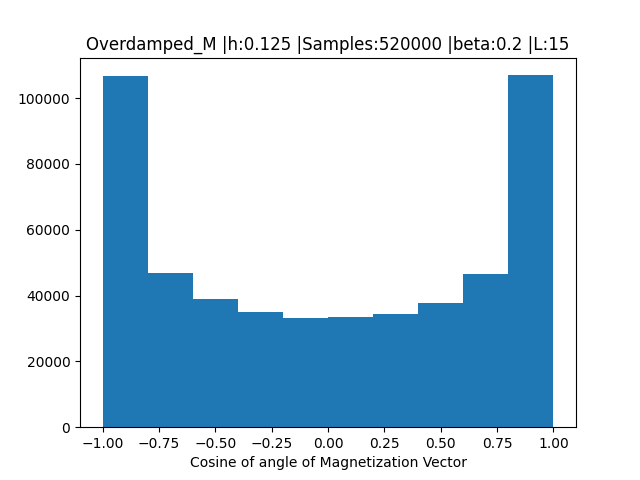 Overdamped_M |h:0.125 |Samples:520000 |beta:0.2 |L:15
100000
80000
60000
40000
20000
0
−1.00 −0.75 −0.50 −0.25 0.00 0.25 0.50 0.75 1.00
Cosine of angle of Magnetization Vector